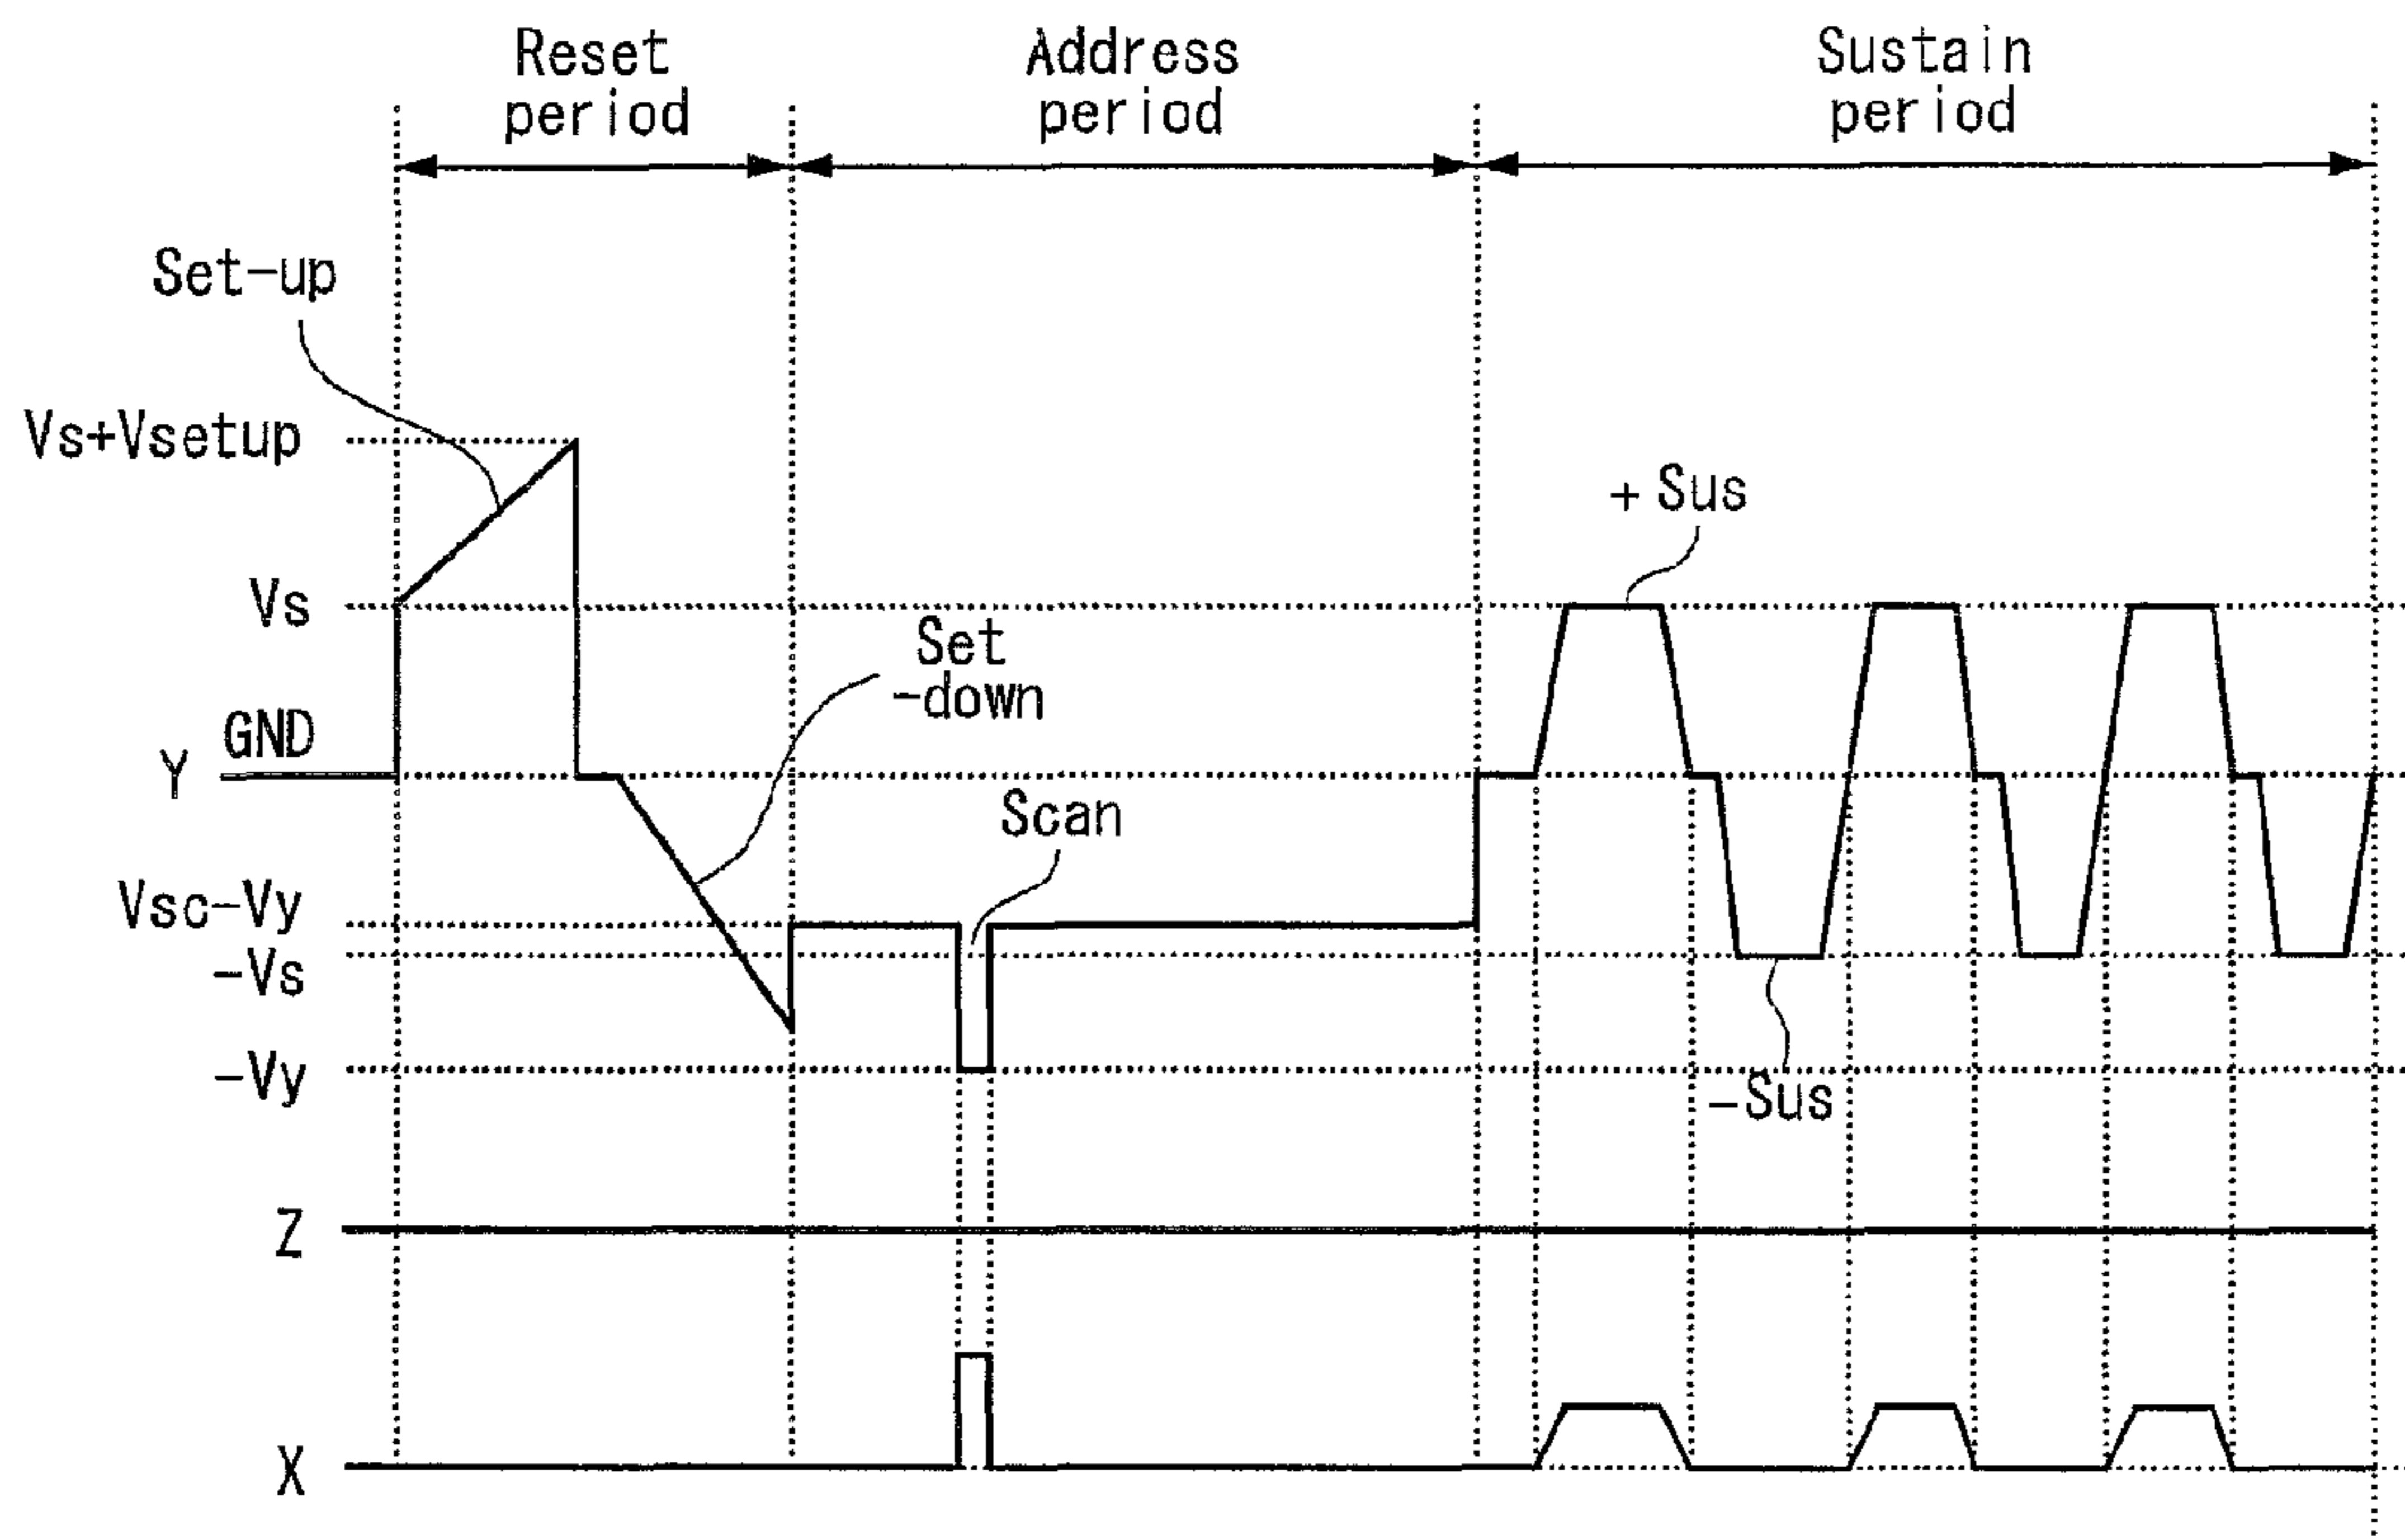 Reset
period
Address
period
Sustain
period
Set-up
Vs+Vsetup
+ Sus
Vs
Set
-down
GND
Y
Scan
Vsc-Vy
-Vs
-Vy
-Sus
Z
X